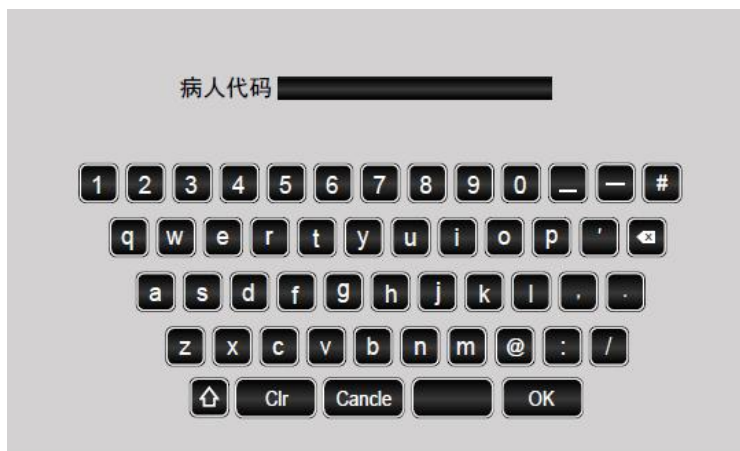 病人代码
1 2 3 4 5 6 7 8 9 0 _ — #
q w e r t y u i o p '
a s d f g h j k l , .
z x c v b n m @ : /
Clr Cancle OK